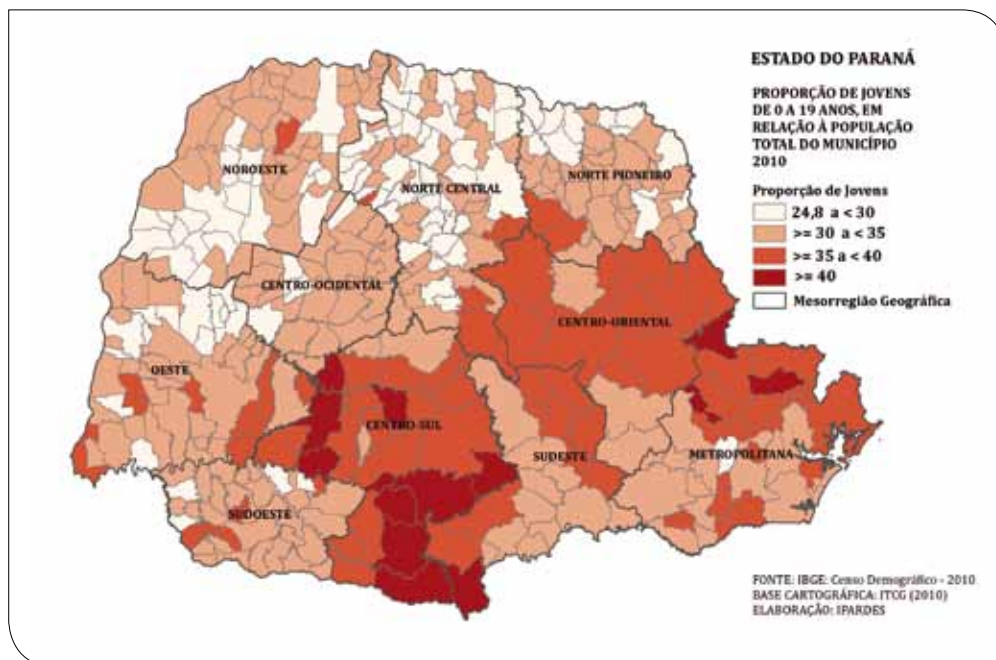 ESTADO DO PARANÁ
PROPORÇÃO DE JOVENS
DE 0 A 19 ANOS, EM
RELAÇÃO À POPULAÇÃO
TOTAL DO MUNICÍPIO
2010
Proporção de Jovens
24,8 a < 30
>= 30 a < 35
>= 35 a < 40
>= 40
Mesorregião Geográfica
NOROESTE
NORTE CENTRAL
NORTE PIONEIRO
CENTRO-OCIDENTAL
CENTRO-ORIENTAL
OESTE
CENTRO-SUL
SUDESTE
METROPOLITANA
SUDOESTE
FONTE: IBGE: Censo Demográfico - 2010
BASE CARTOGRÁFICA: ITCG (2010)
ELABORAÇÃO: IPARDES